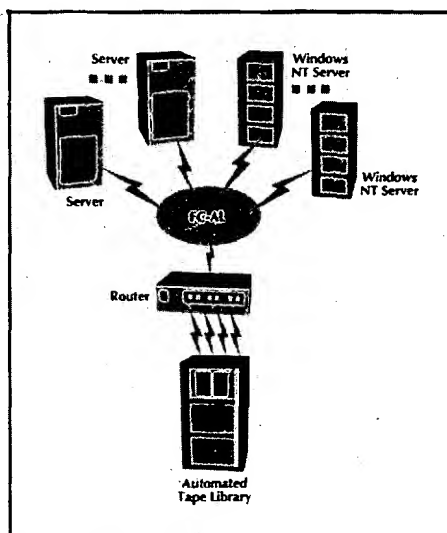 Server
Windows
NT Server
Server
Windows
NT Server
FC-AL
Router
Automated
Tape Library